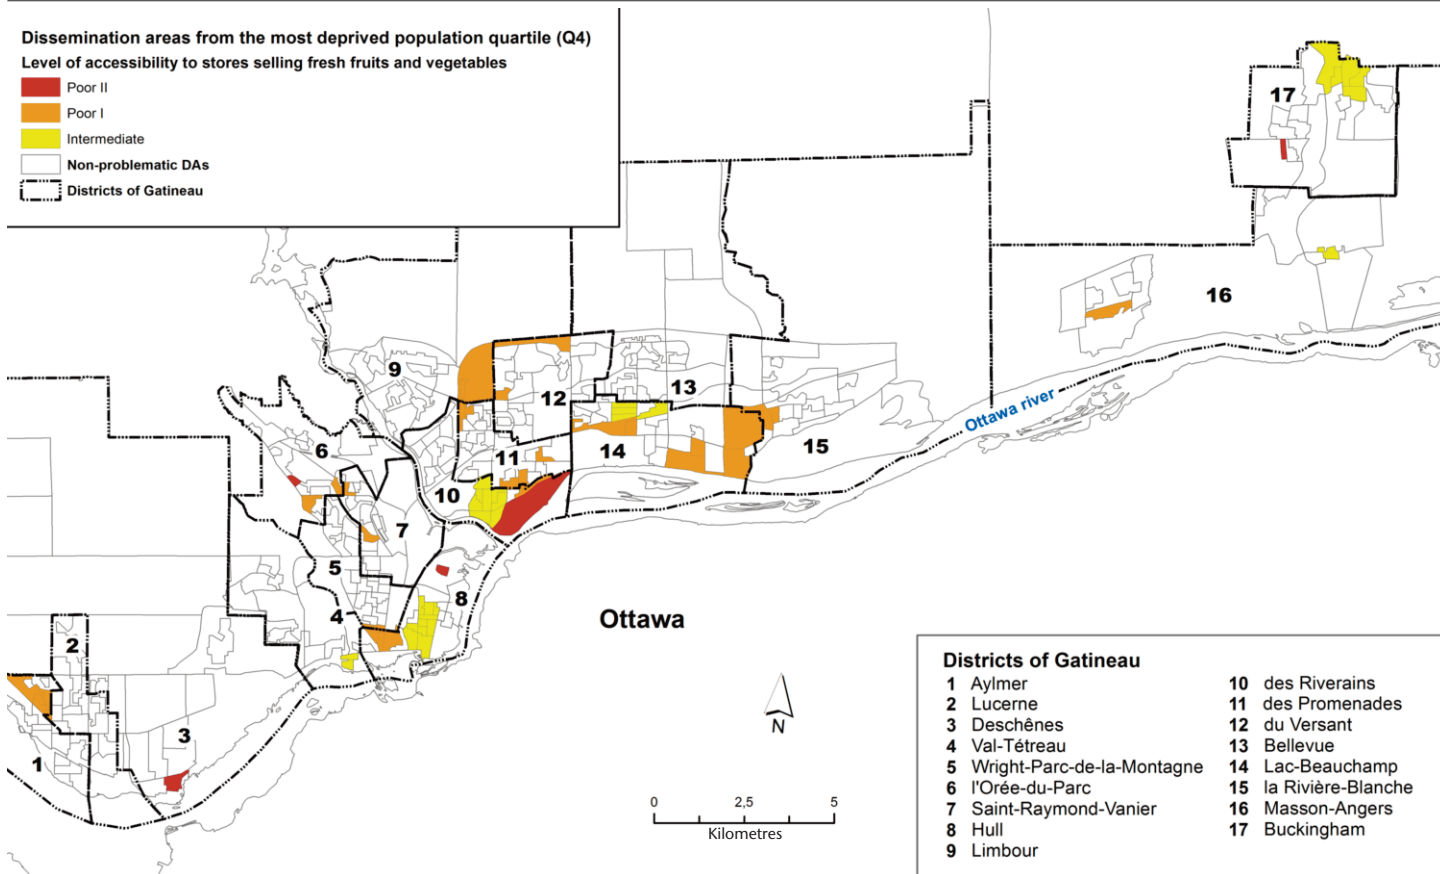 Dissemination areas from the most deprived population quartile (Q4)
Level of accessibility to stores selling fresh fruits and vegetables
Poor II
Poor I
Intermediate
Non-problematic DAs
Districts of Gatineau
17
16
9
12
13
Ottawa river
6
11
14
15
10
7
5
8
4
Ottawa
2
3
1
N
0 2,5 5
Kilometres
Districts of Gatineau
1 Aylmer
2 Lucerne
3 Deschênes
4 Val-Tétreau
5 Wright-Parc-de-la-Montagne
6 l'Orée-du-Parc
7 Saint-Raymond-Vanier
8 Hull
9 Limbour
10 des Riverains
11 des Promenades
12 du Versant
13 Bellevue
14 Lac-Beauchamp
15 la Rivière-Blanche
16 Masson-Angers
17 Buckingham